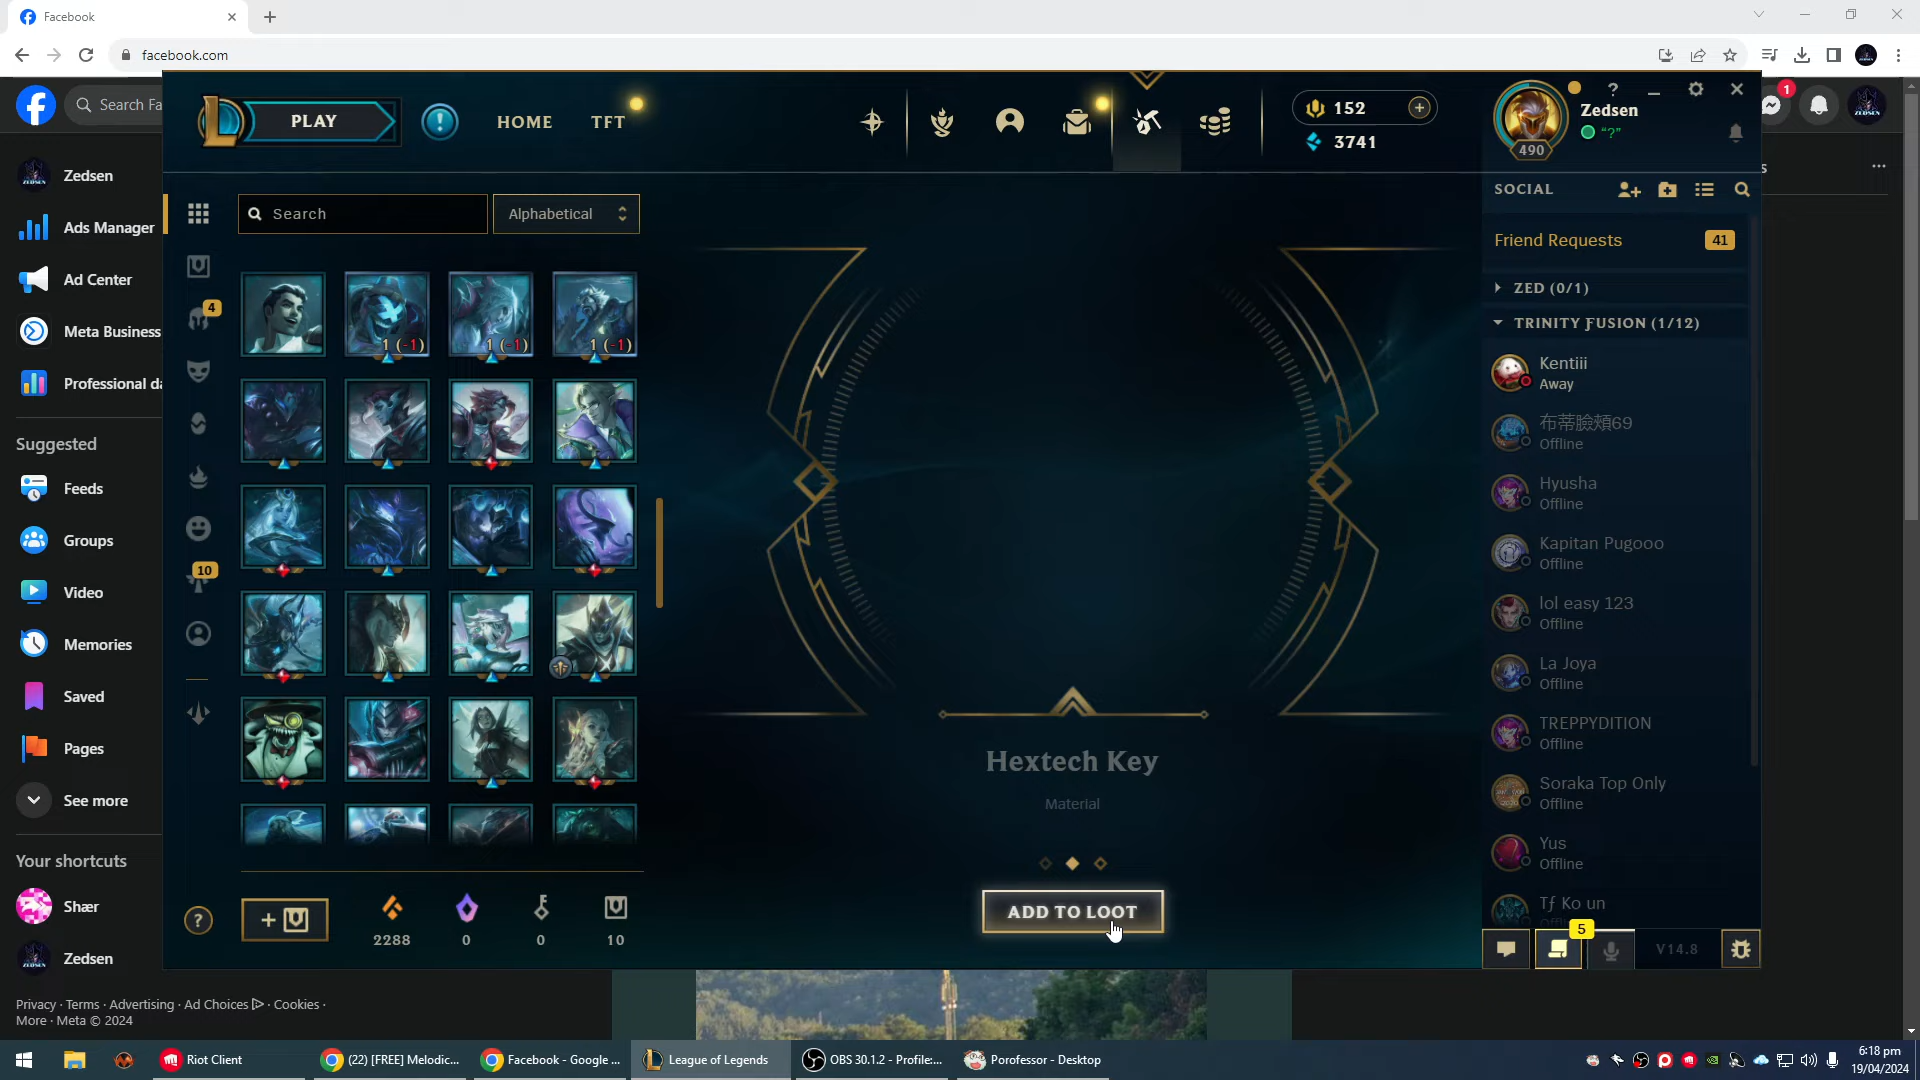 Facebook
facebook.com
Search Fa
PLAY
HOME
TFT
152
3741
490
Zedsen
"?"
1
s
Zedsen
Ads Manager
Ad Center
Meta Business
Professional da
Suggested
Feeds
Groups
Video
Memories
Saved
Pages
See more
Your shortcuts
Shær
Zedsen
Privacy · Terms · Advertising · Ad Choices · Cookies ·
More · Meta © 2024
Search
Alphabetical
4
10
1 (-1)
1 (-1)
1 (-1)
2288
0
0
10
Hextech Key
Material
ADD TO LOOT
SOCIAL
Friend Requests
41
ZED (0/1)
TRINITY FUSION (1/12)
Kentiii
Away
布蒂臉頰69
Offline
Hyusha
Offline
Kapitan Pugooo
Offline
lol easy 123
Offline
La Joya
Offline
TREPPYDITION
Offline
Soraka Top Only
Offline
Yus
Offline
Tƒ Ko un
5
V14.8
Riot Client
(22) [FREE] Melodic...
Facebook - Google ...
League of Legends
OBS 30.1.2 - Profile:...
Porofessor - Desktop
6:18 pm
19/04/2024